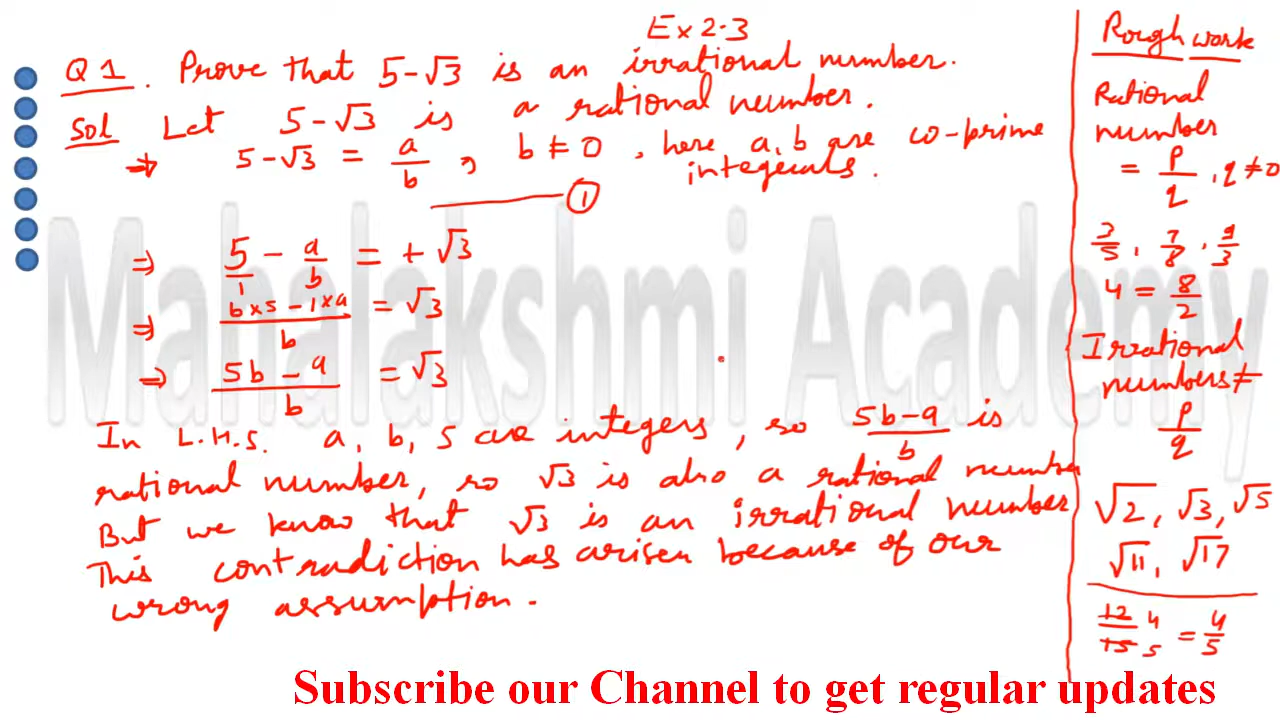 Ex 2.3
Q1. Prove that 5-√3 is an irrational number.
Sol Let 5-√3 is a rational number.
⇒ 5-√3 = a/b, b≠0, here a, b are co-prime integerals.
——— ①
⇒ 5/1 - a/b = + √3
⇒ (b×5-1×a)/b = √3
⇒ (5b-a)/b = √3
In L.H.S. a, b, 5 are integers, so (5b-a)/b is
rational number, so √3 is also a rational number
But we know that √3 is an irrational number
This contradiction has arisen because of our
wrong assumption.
Rough work
Rational
number
= p/q, q≠0
3/5, 7/8, 9/3
4 = 8/2
Irrational
numbers ≠
p/q
√2, √3, √5
√11, √17
12/15 4/5 = 4/5
Mahalakshmi Academy
Subscribe our Channel to get regular updates